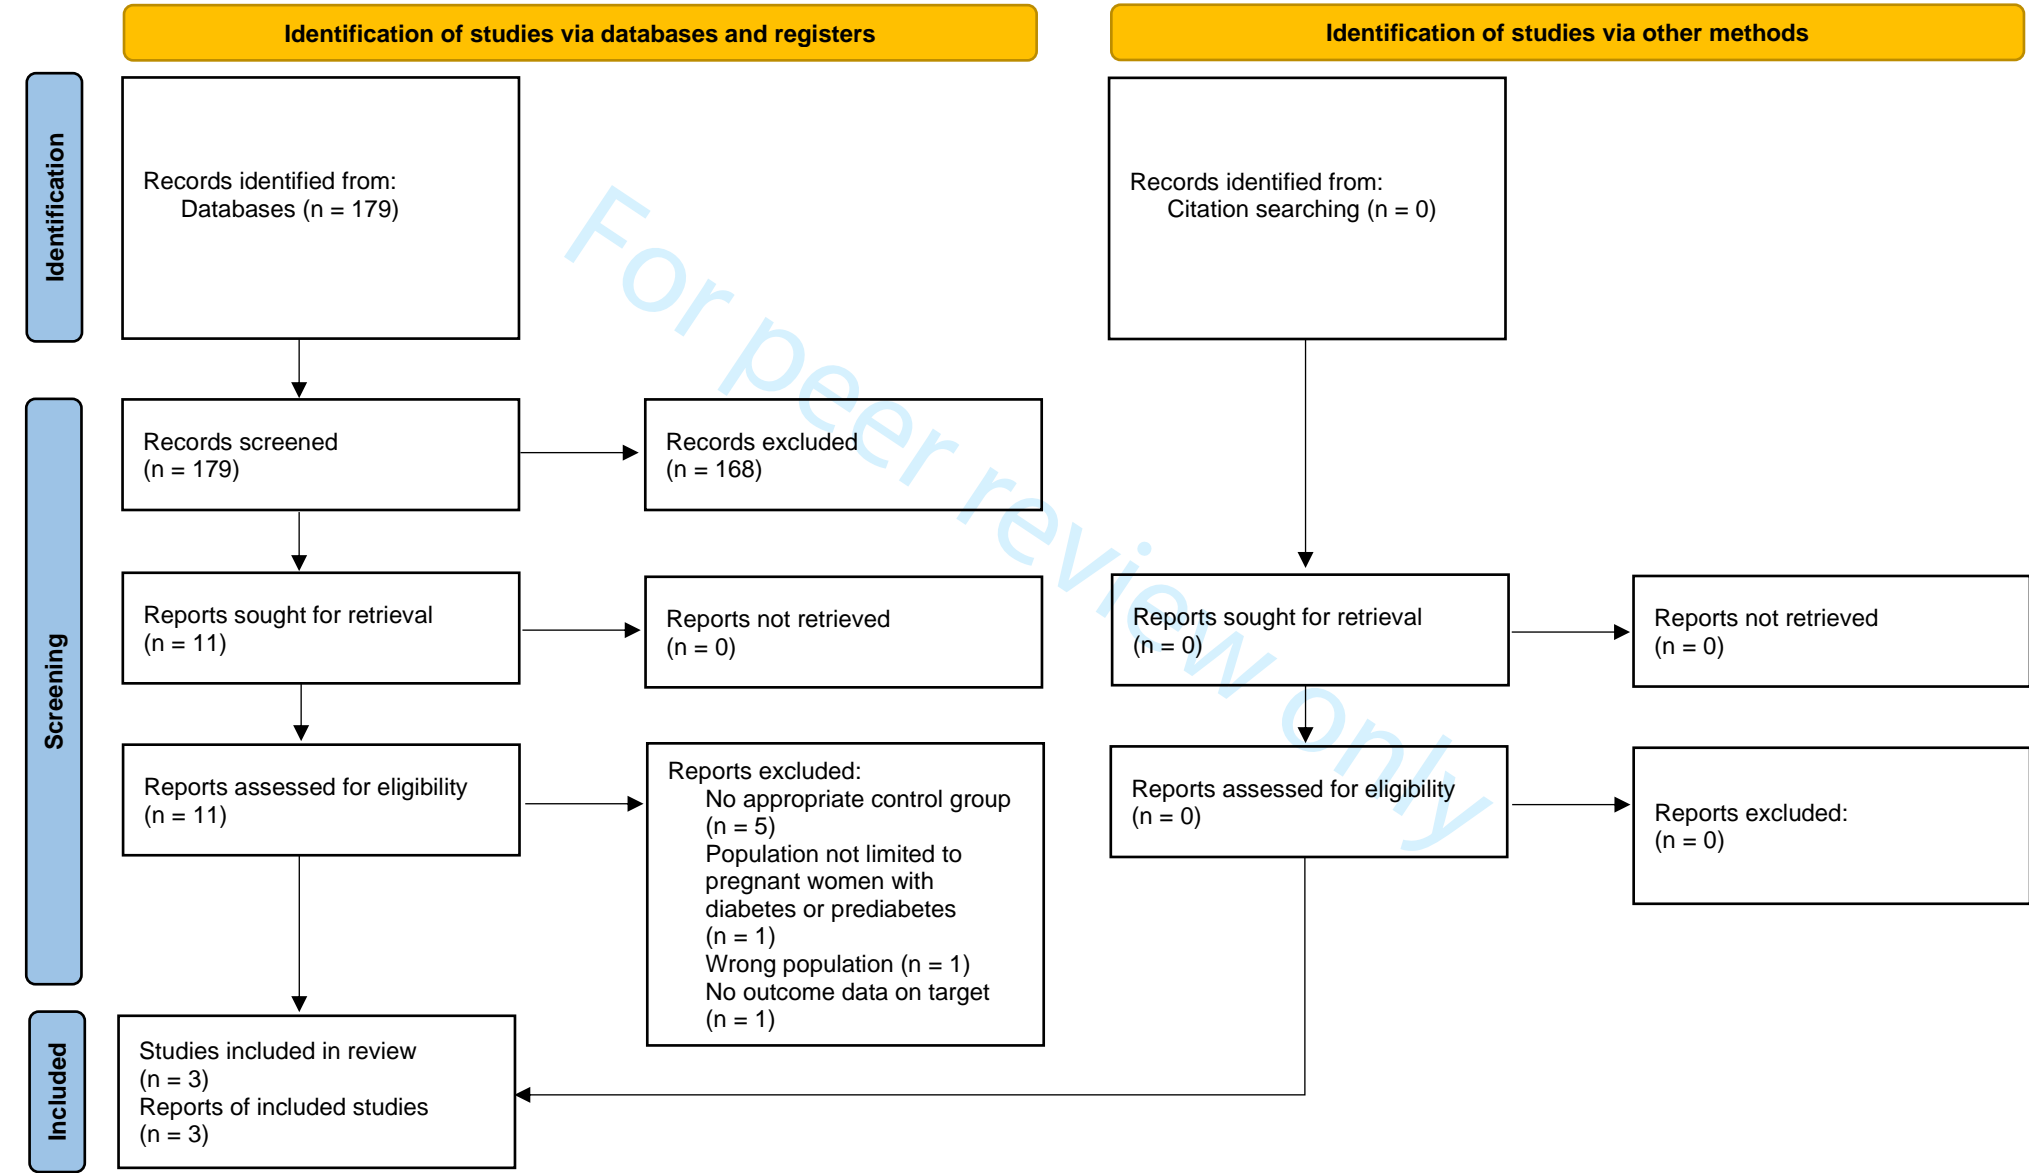 Identification of studies via databases and registers
Identification of studies via other methods
Identification
Records identified from:
Databases (n = 179)
Records identified from:
Citation searching (n = 0)
Screening
Records screened
(n = 179)
Records excluded
(n = 168)
Reports sought for retrieval
(n = 11)
Reports not retrieved
(n = 0)
Reports sought for retrieval
(n = 0)
Reports not retrieved
(n = 0)
Reports assessed for eligibility
(n = 11)
Reports excluded:
No appropriate control group
(n = 5)
Population not limited to
pregnant women with
diabetes or prediabetes
(n = 1)
Wrong population (n = 1)
No outcome data on target
(n = 1)
Reports assessed for eligibility
(n = 0)
Reports excluded:
(n = 0)
Included
Studies included in review
(n = 3)
Reports of included studies
(n = 3)
For peer review only